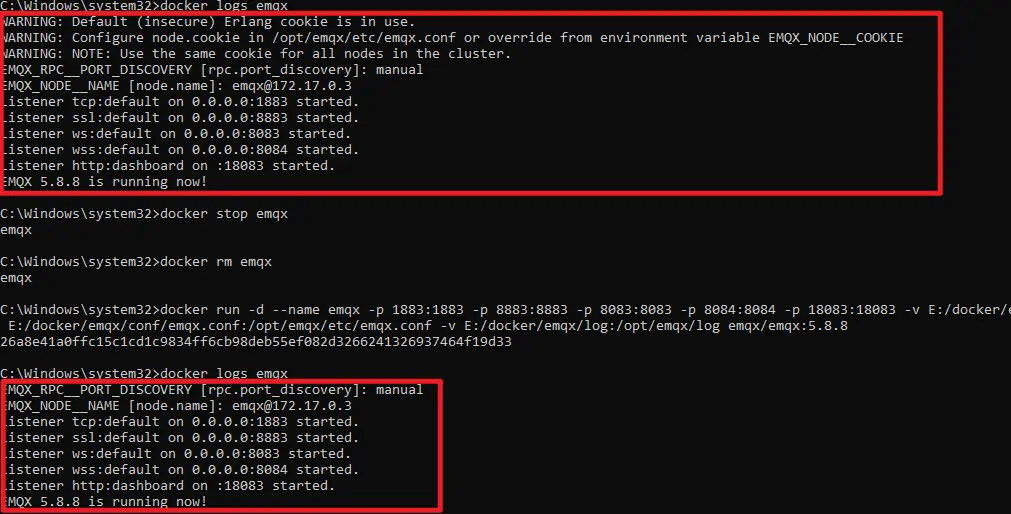 C:\Windows\system32>docker logs emqx
WARNING: Default (insecure) Erlang cookie is in use.
WARNING: Configure node.cookie in /opt/emqx/etc/emqx.conf or override from environment variable EMQX_NODE__COOKIE
WARNING: NOTE: Use the same cookie for all nodes in the cluster.
EMQX_RPC__PORT_DISCOVERY [rpc.port_discovery]: manual
EMQX_NODE__NAME [node.name]: emqx@172.17.0.3
Listener tcp:default on 0.0.0.0:1883 started.
Listener ssl:default on 0.0.0.0:8883 started.
Listener ws:default on 0.0.0.0:8083 started.
Listener wss:default on 0.0.0.0:8084 started.
Listener http:dashboard on :18083 started.
EMQX 5.8.8 is running now!
C:\Windows\system32>docker stop emqx
emqx
C:\Windows\system32>docker rm emqx
emqx
C:\Windows\system32>docker run -d --name emqx -p 1883:1883 -p 8883:8883 -p 8083:8083 -p 8084:8084 -p 18083:18083 -v E:/docker/e
E:/docker/emqx/conf/emqx.conf:/opt/emqx/etc/emqx.conf -v E:/docker/emqx/log:/opt/emqx/log emqx/emqx:5.8.8
26a8e41a0ffc15c1cd1c9834ff6cb98deb55ef082d3266241326937464f19d33
C:\Windows\system32>docker logs emqx
EMQX_RPC__PORT_DISCOVERY [rpc.port_discovery]: manual
EMQX_NODE__NAME [node.name]: emqx@172.17.0.3
Listener tcp:default on 0.0.0.0:1883 started.
Listener ssl:default on 0.0.0.0:8883 started.
Listener ws:default on 0.0.0.0:8083 started.
Listener wss:default on 0.0.0.0:8084 started.
Listener http:dashboard on :18083 started.
EMQX 5.8.8 is running now!